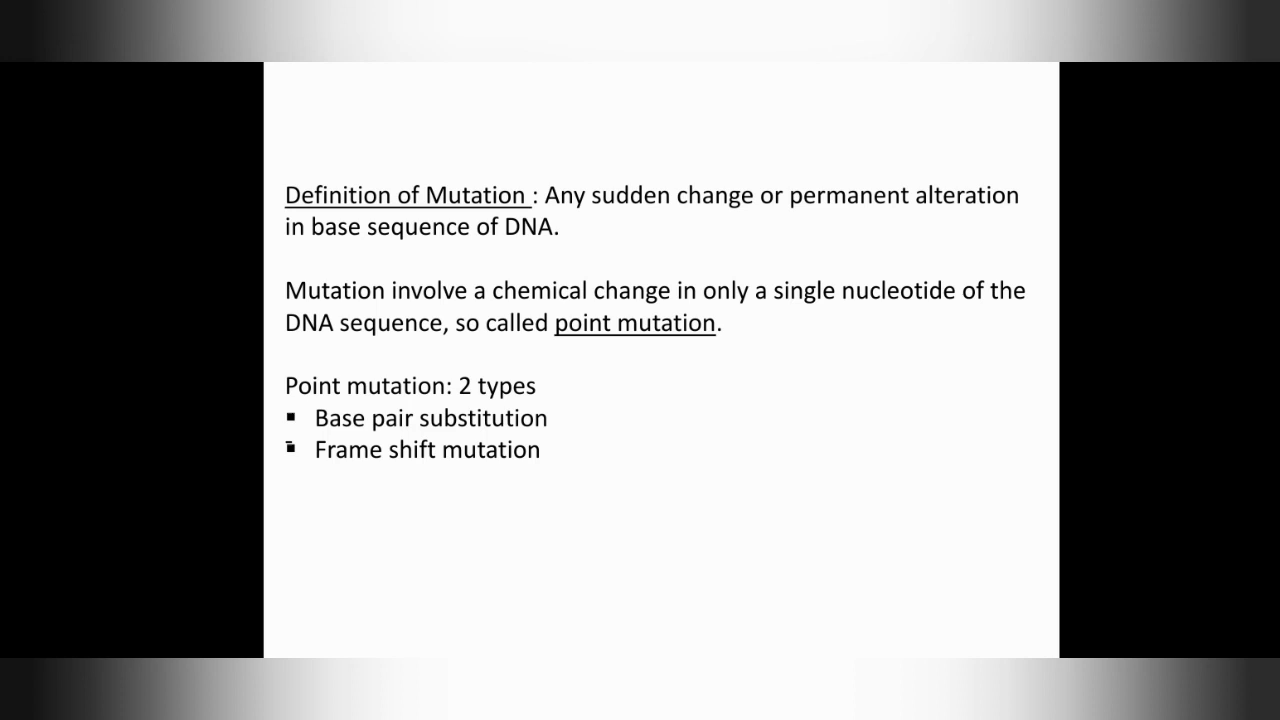 Definition of Mutation : Any sudden change or permanent alteration
in base sequence of DNA.
Mutation involve a chemical change in only a single nucleotide of the
DNA sequence, so called point mutation.
Point mutation: 2 types
▪ Base pair substitution
▪ Frame shift mutation